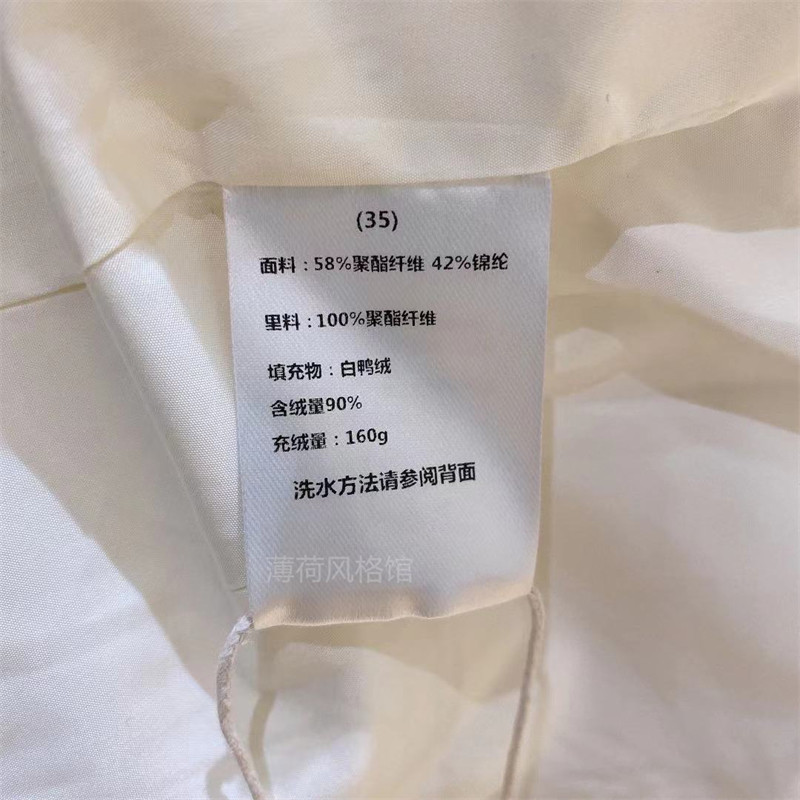 (35)
面料：58%聚酯纤维 42%锦纶
里料：100%聚酯纤维
填充物：白鸭绒
含绒量90%
充绒量：160g
洗水方法请参阅背面
薄荷风格馆